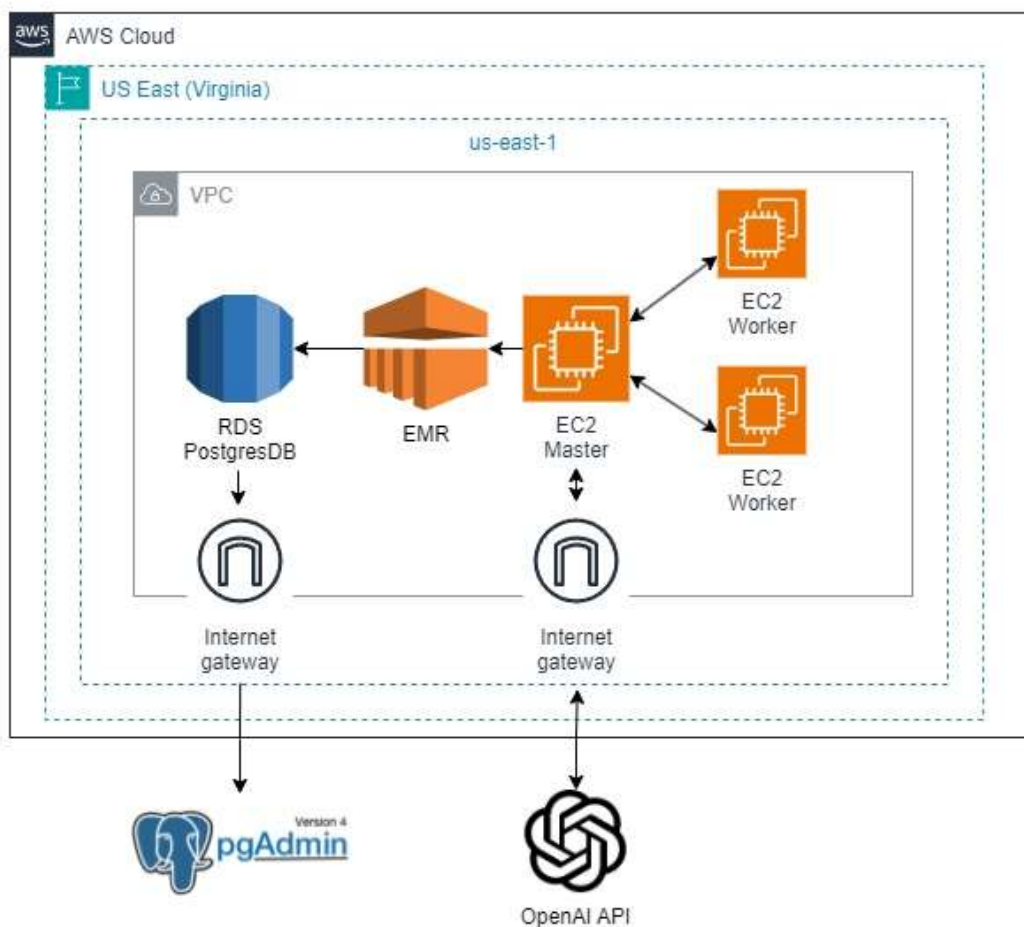 aws
AWS Cloud
US East (Virginia)
us-east-1
VPC
EC2
Worker
RDS
PostgresDB
EMR
EC2
Master
EC2
Worker
Internet
gateway
Internet
gateway
Version 4
pgAdmin
OpenAI API